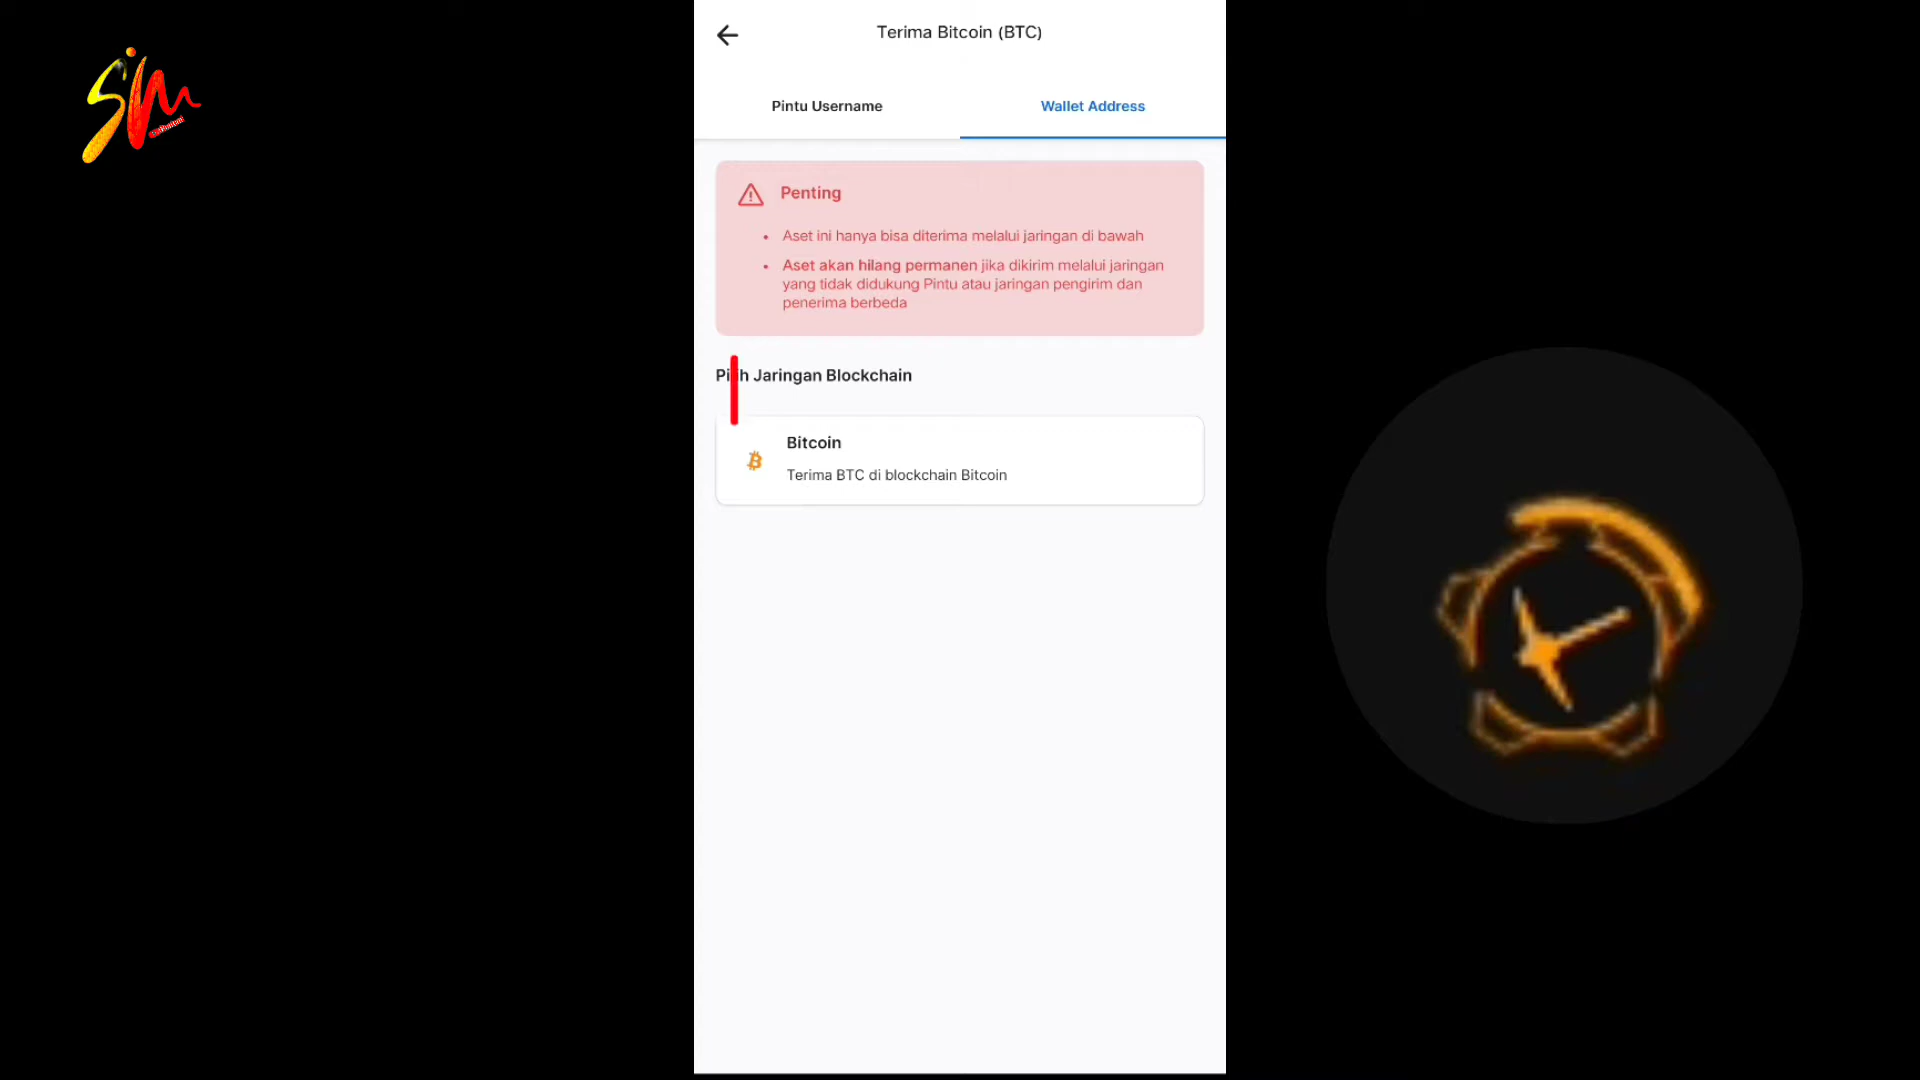 Sim
Terima Bitcoin (BTC)
Pintu Username
Wallet Address
Penting
• Aset ini hanya bisa diterima melalui jaringan di bawah
• Aset akan hilang permanen jika dikirim melalui jaringan
yang tidak didukung Pintu atau jaringan pengirim dan
penerima berbeda
Jaringan Blockchain
Bitcoin
Terima BTC di blockchain Bitcoin